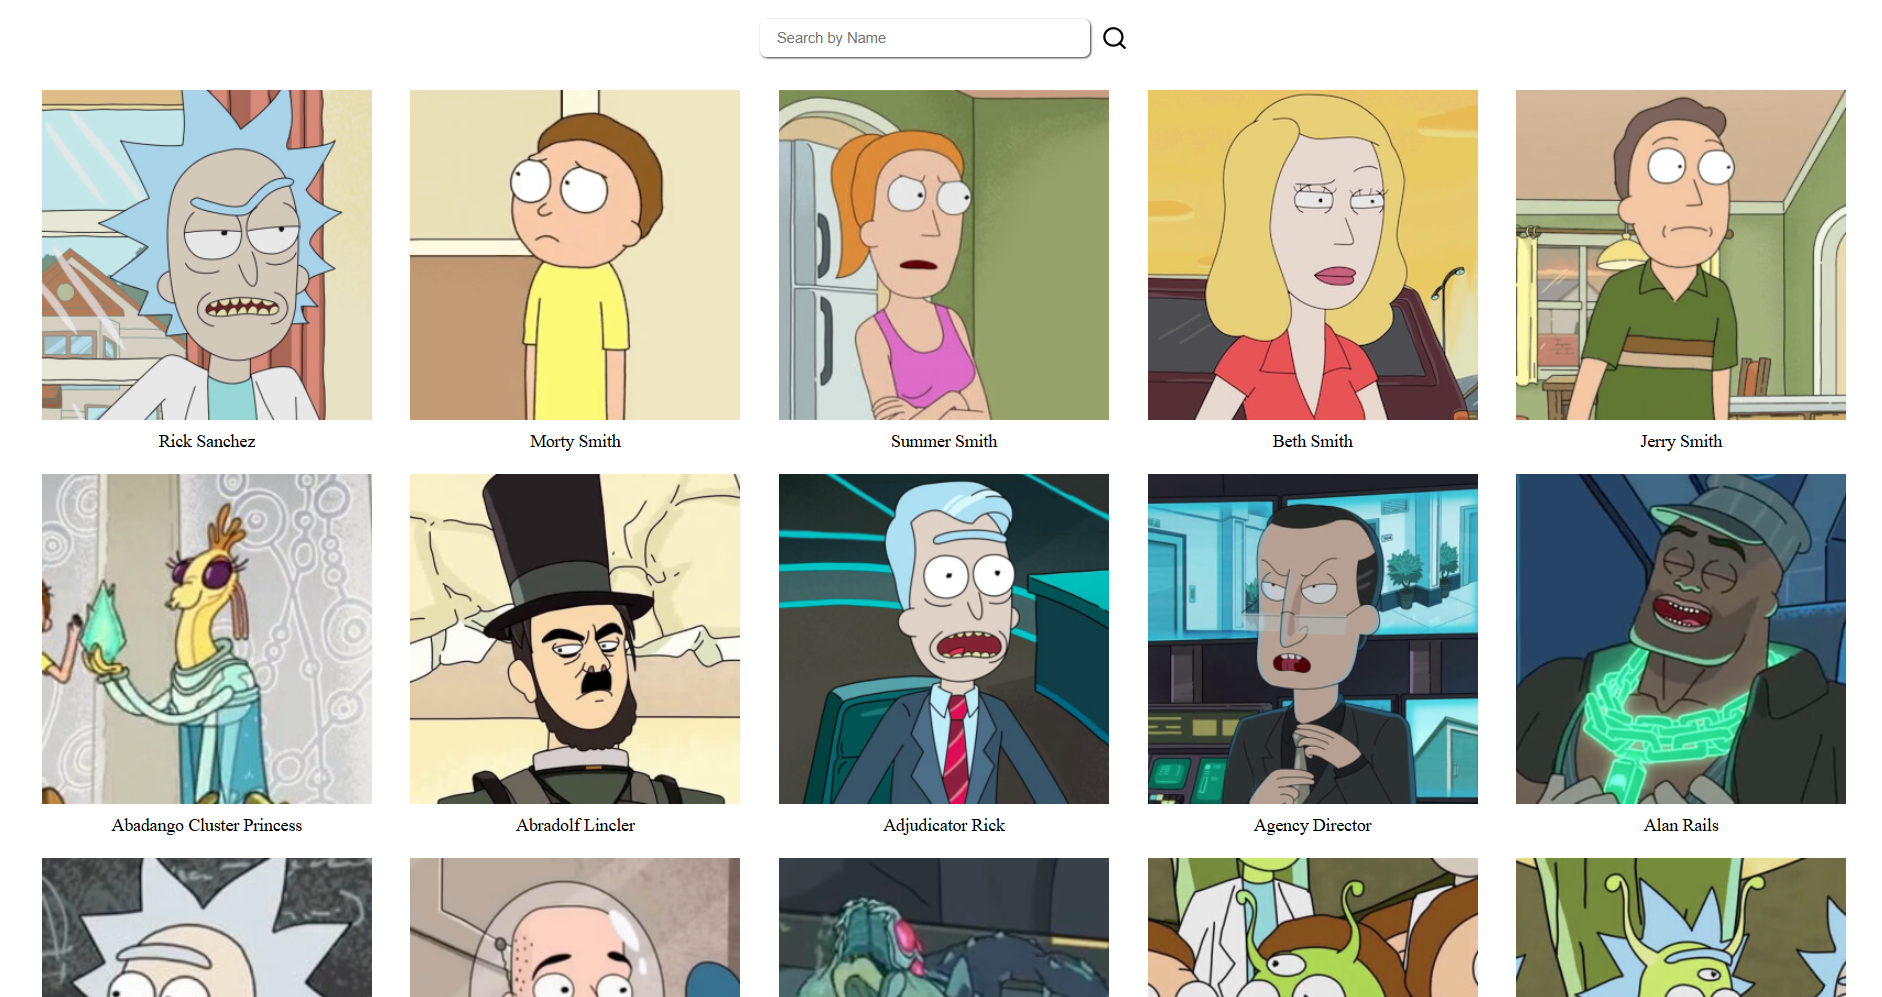 Search by Name
Rick Sanchez
Morty Smith
Summer Smith
Beth Smith
Jerry Smith
Abadango Cluster Princess
Abradolf Lincler
Adjudicator Rick
Agency Director
Alan Rails